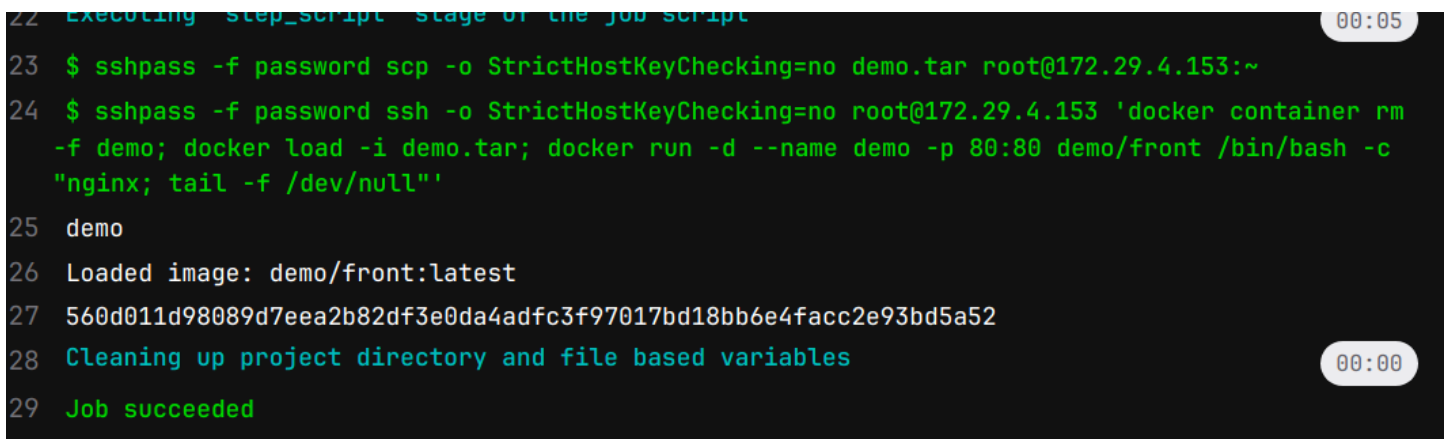 22 Executing "step_script" stage of the job script 00:05
23 $ sshpass -f password scp -o StrictHostKeyChecking=no demo.tar root@172.29.4.153:~
24 $ sshpass -f password ssh -o StrictHostKeyChecking=no root@172.29.4.153 'docker container rm
-f demo; docker load -i demo.tar; docker run -d --name demo -p 80:80 demo/front /bin/bash -c
"nginx; tail -f /dev/null"'
25 demo
26 Loaded image: demo/front:latest
27 560d011d98089d7eea2b82df3e0da4adfc3f97017bd18bb6e4facc2e93bd5a52
28 Cleaning up project directory and file based variables 00:00
29 Job succeeded